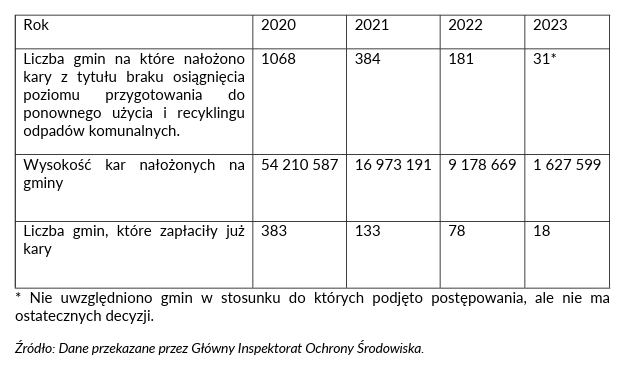 Rok 2020 2021 2022 2023
Liczba gmin na które nałożono 1068 384 181 31*
kary z tytułu braku osiągnięcia
poziomu przygotowania do
ponownego użycia i recyklingu
odpadów komunalnych.
Wysokość kar nałożonych na 54 210 587 16 973 191 9 178 669 1 627 599
gminy
Liczba gmin, które zapłaciły już 383 133 78 18
kary
* Nie uwzględniono gmin w stosunku do których podjęto postępowania, ale nie ma
ostatecznych decyzji.
Źródło: Dane przekazane przez Główny Inspektorat Ochrony Środowiska.